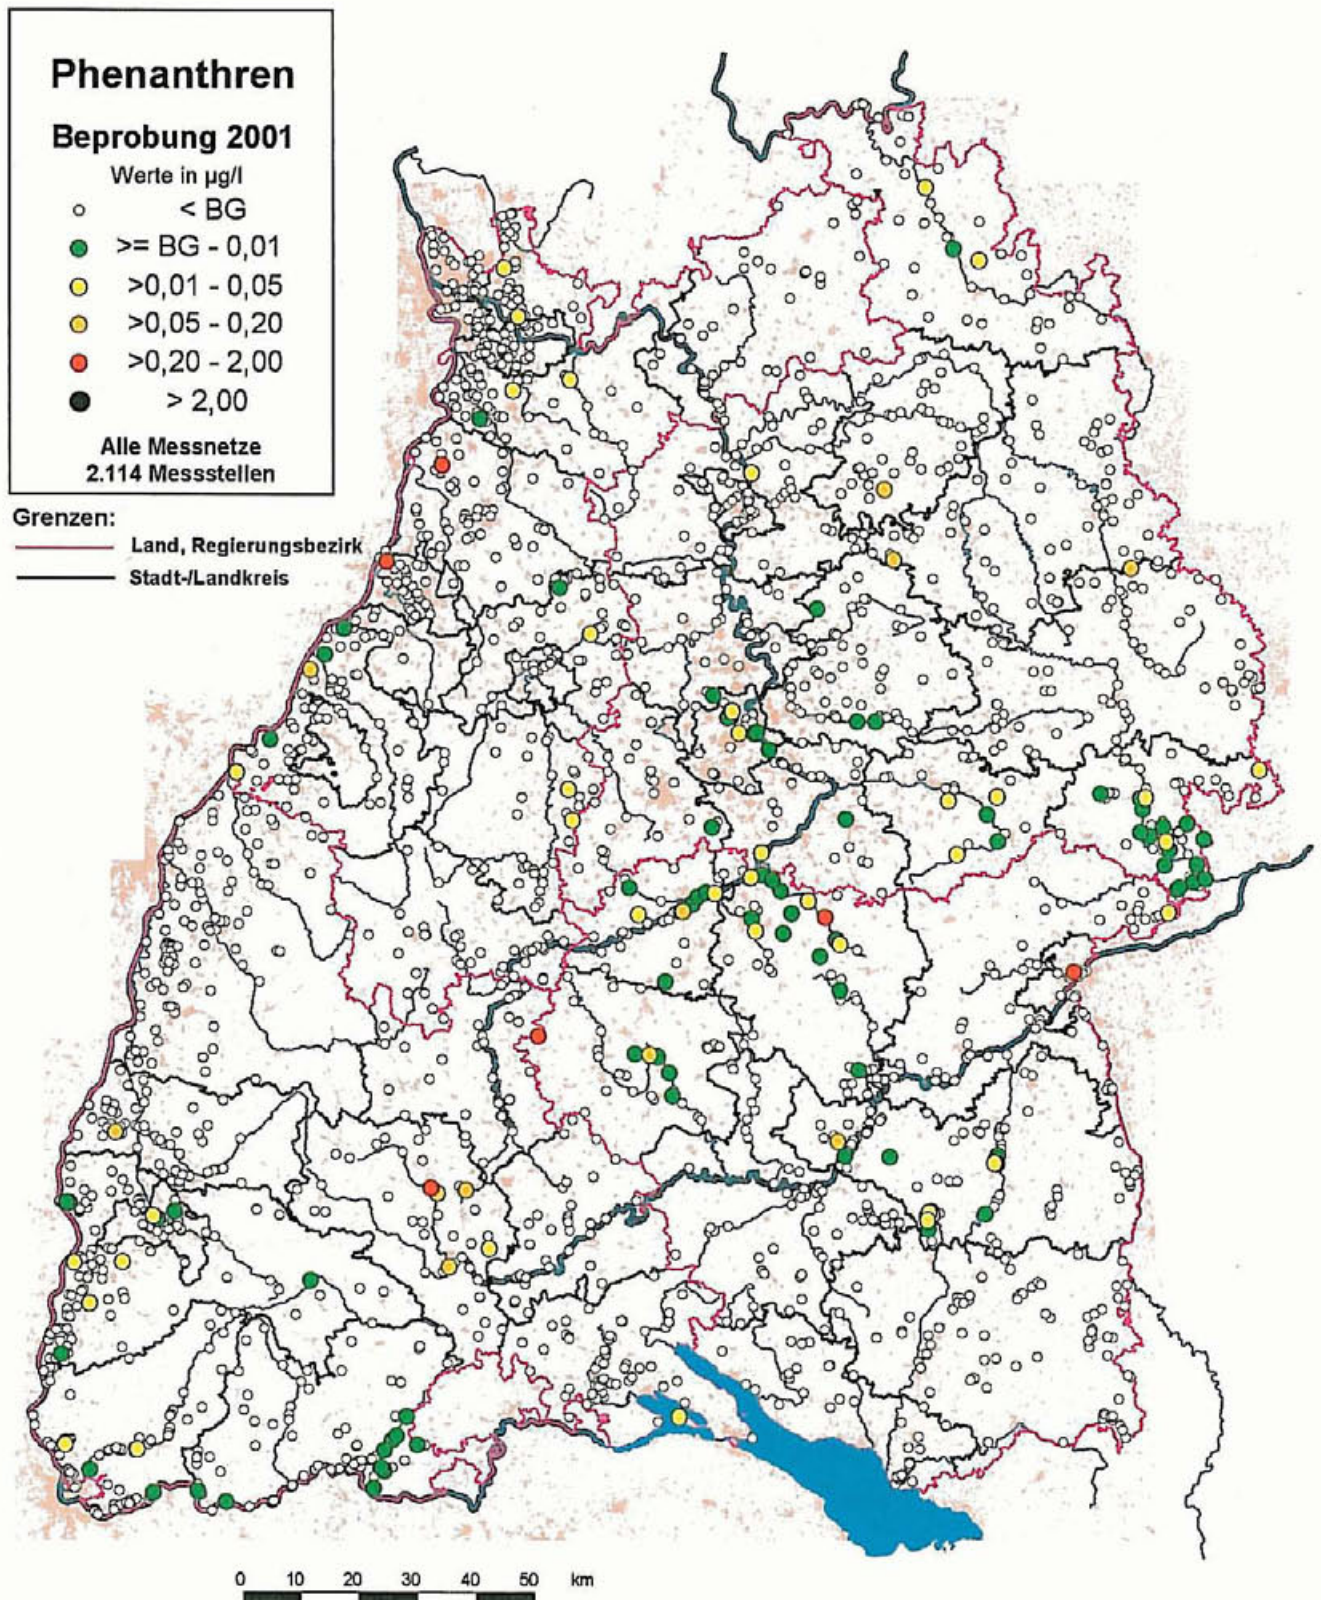 Phenanthren
Beprobung 2001
Werte in µg/l
< BG
>= BG - 0,01
>0,01 - 0,05
>0,05 - 0,20
>0,20 - 2,00
> 2,00
Alle Messnetze
2.114 Messstellen
Grenzen:
Land, Regierungsbezirk
Stadt-/Landkreis
0 10 20 30 40 50 km